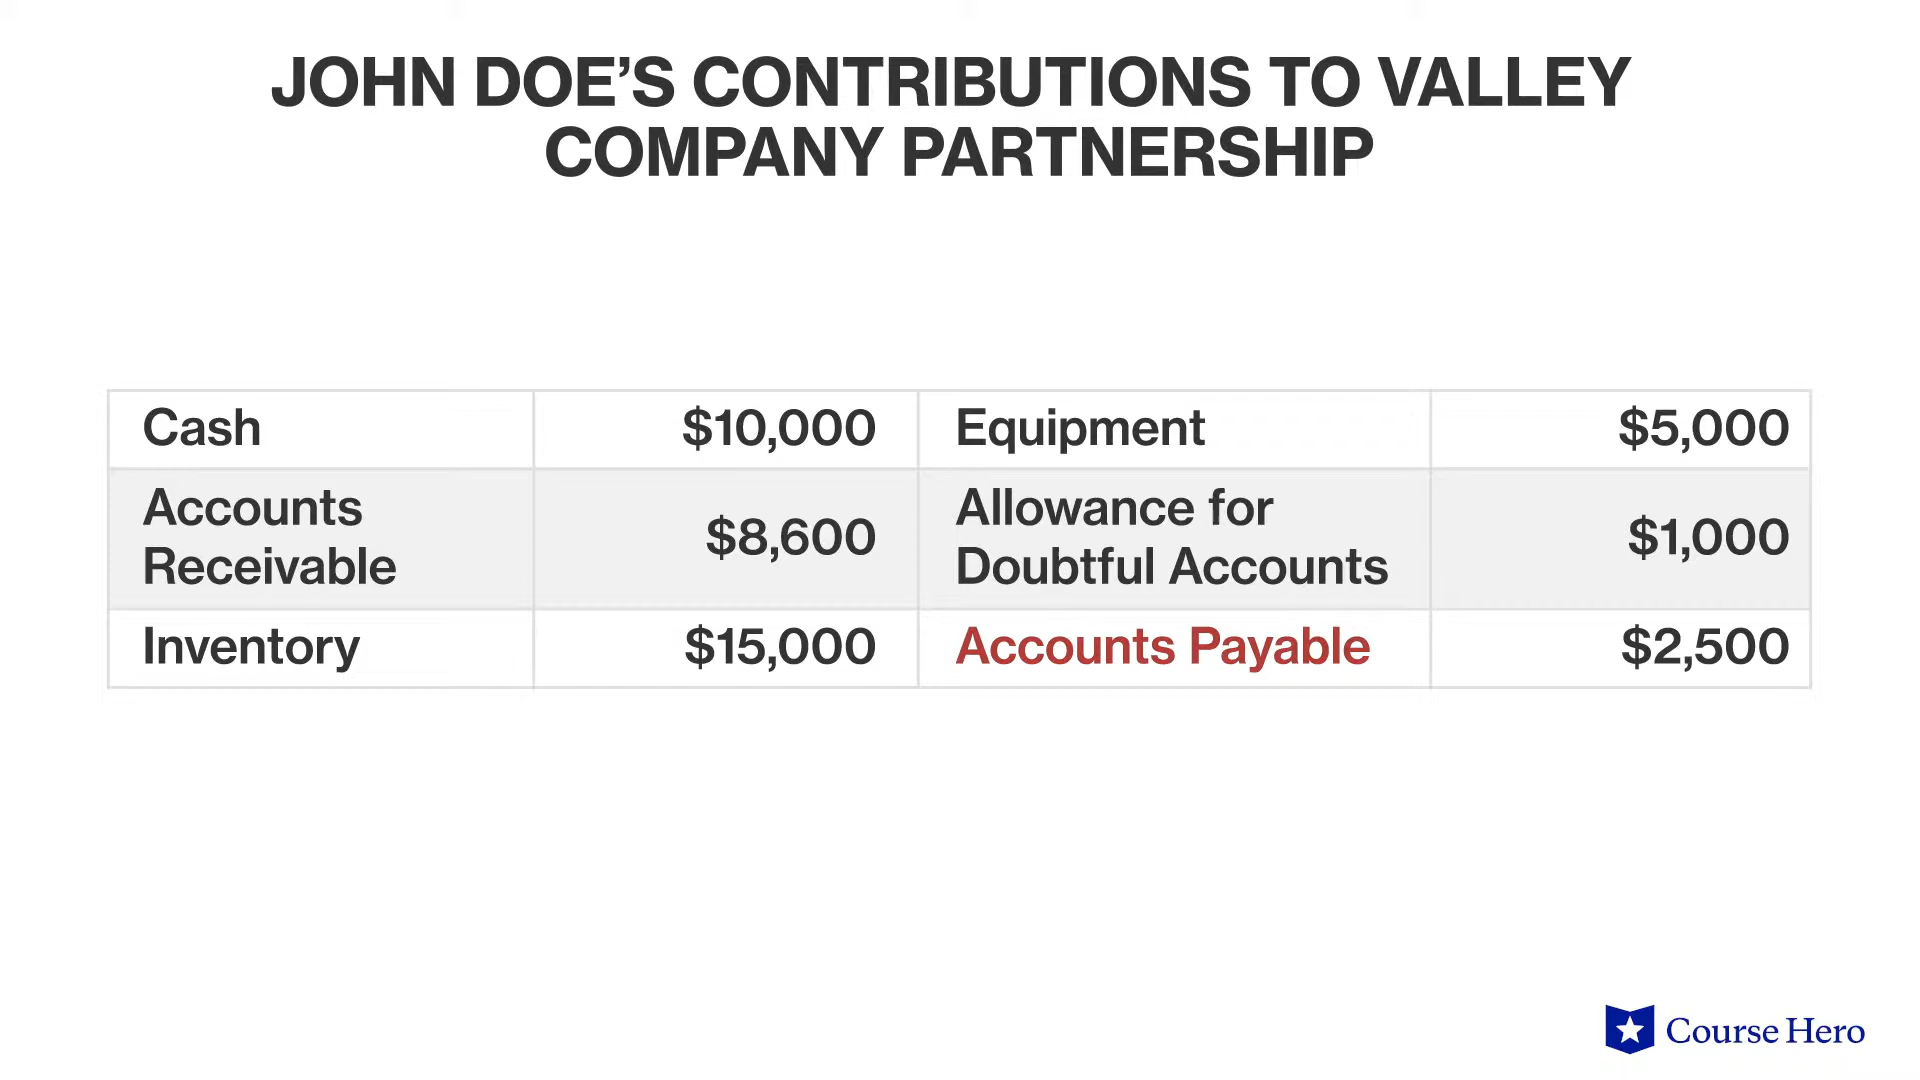 JOHN DOE’S CONTRIBUTIONS TO VALLEY
COMPANY PARTNERSHIP
Cash $10,000 Equipment $5,000
Accounts Receivable $8,600 Allowance for Doubtful Accounts $1,000
Inventory $15,000 Accounts Payable $2,500
Course Hero